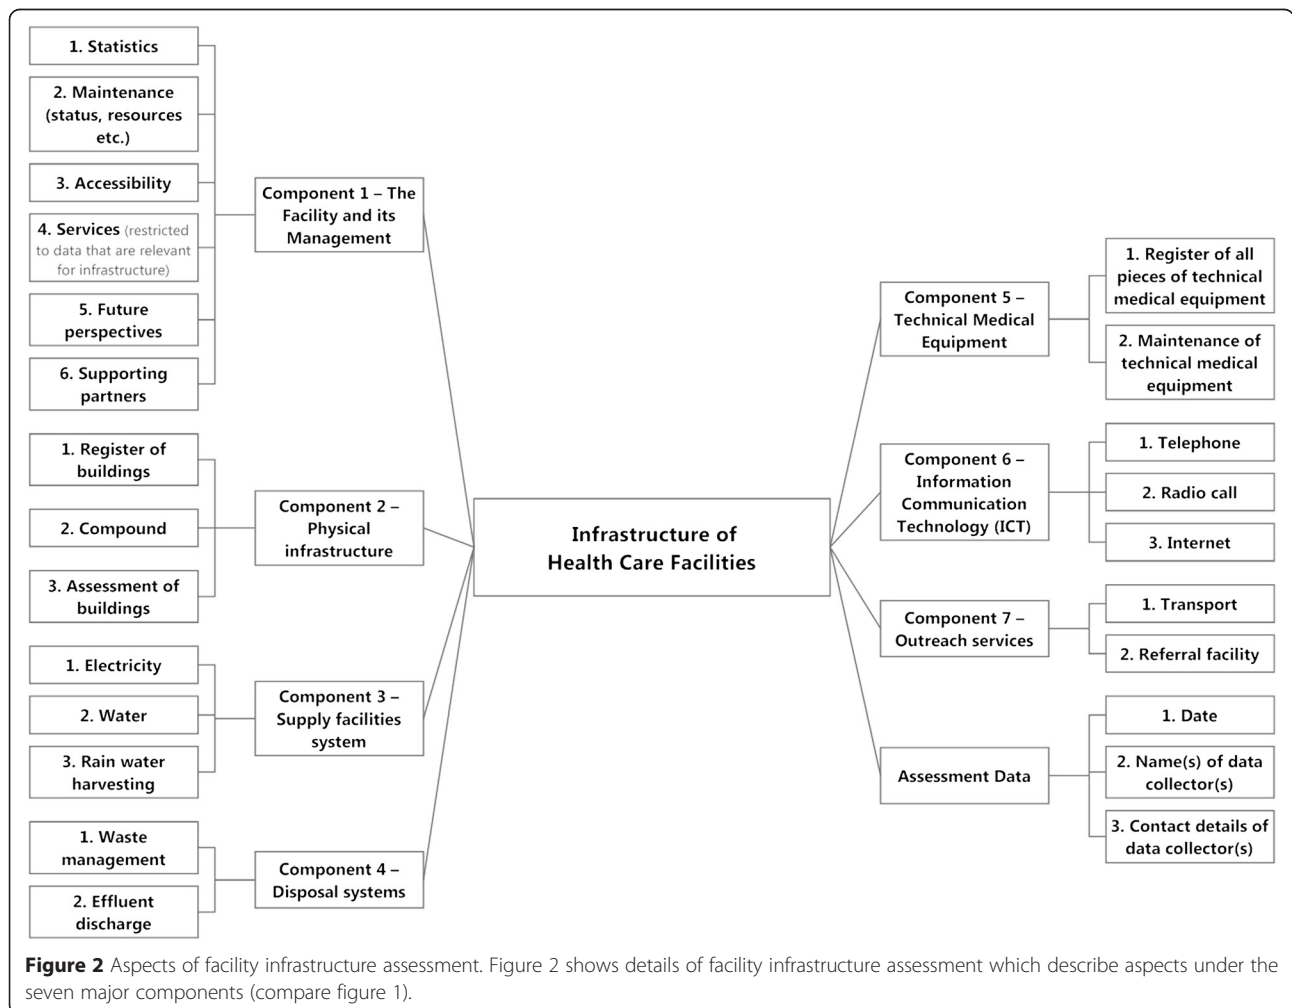 1. Statistics
2. Maintenance
(status, resources
etc.)
3. Accessibility
4. Services (restricted
to data that are relevant
for infrastructure)
5. Future
perspectives
6. Supporting
partners
Component 1 – The
Facility and its
Management
1. Register of
buildings
2. Compound
3. Assessment of
buildings
Component 2 –
Physical
infrastructure
1. Electricity
2. Water
3. Rain water
harvesting
Component 3 –
Supply facilities
system
1. Waste
management
2. Effluent
discharge
Component 4 –
Disposal systems
Infrastructure of
Health Care Facilities
Component 5 –
Technical Medical
Equipment
1. Register of all
pieces of technical
medical equipment
2. Maintenance of
technical medical
equipment
Component 6 –
Information
Communication
Technology (ICT)
1. Telephone
2. Radio call
3. Internet
Component 7 –
Outreach services
1. Transport
2. Referral facility
Assessment Data
1. Date
2. Name(s) of data
collector(s)
3. Contact details of
data collector(s)
Figure 2 Aspects of facility infrastructure assessment. Figure 2 shows details of facility infrastructure assessment which describe aspects under the
seven major components (compare figure 1).